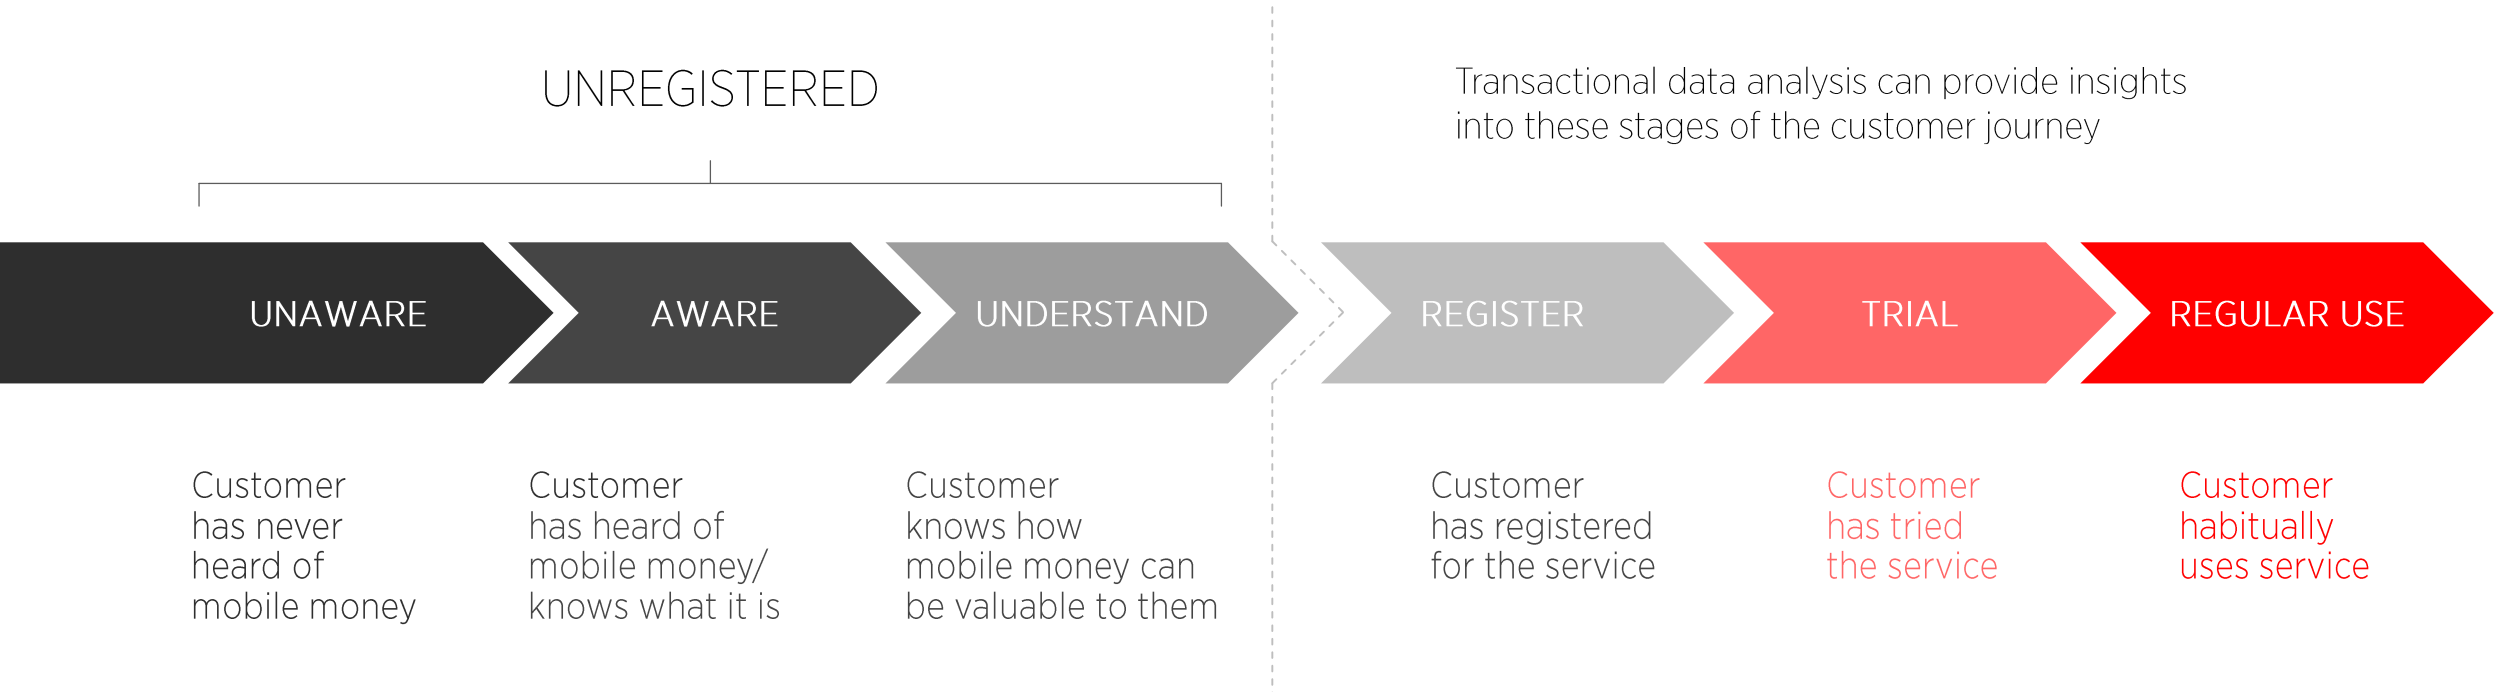 UNREGISTERED
Transactional data analysis can provide insights
into these stages of the customer journey
UNAWARE
AWARE
UNDERSTAND
REGISTER
TRIAL
REGULAR USE
Customer
has never
heard of
mobile money
Customer
has heard of
mobile money/
knows what it is
Customer
knows how
mobile money can
be valuable to them
Customer
has registered
for the service
Customer
has tried
the service
Customer
habitually
uses service